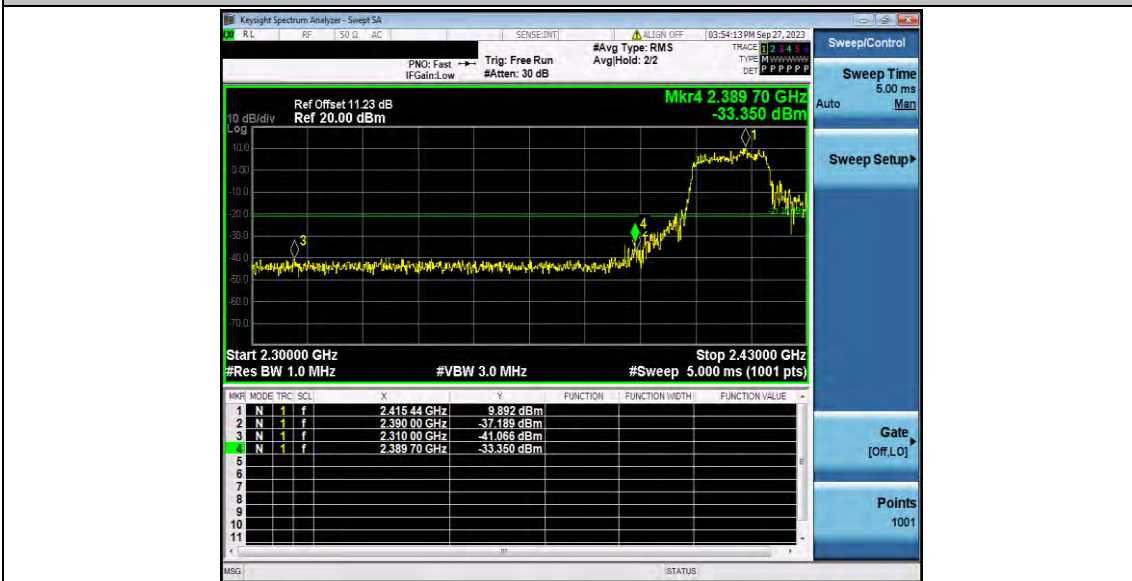 Keysight Spectrum Analyzer - Swept SA
RL RF 50 Ω AC SENSE:INT ALIGN OFF 03:54:13 PM Sep 27, 2023
#Avg Type: RMS TRACE 1 2 3 4 5 6
PNO: Fast Trig: Free Run Avg|Hold: 2/2 TYPE M WWWWW
IFGain:Low #Atten: 30 dB DET P P P P P P
Mkr4 2.389 70 GHz
Ref Offset 11.23 dB
10 dB/div Ref 20.00 dBm -33.350 dBm
Log
1
10.0
0.00
-10.0
-20.0
4
-30.0
2
3
-40.0
-50.0
-60.0
-70.0
Start 2.30000 GHz Stop 2.43000 GHz
#Res BW 1.0 MHz #VBW 3.0 MHz #Sweep 5.000 ms (1001 pts)
MKR MODE TRC SCL X Y FUNCTION FUNCTION WIDTH FUNCTION VALUE
1 N 1 f 2.415 44 GHz 9.892 dBm
2 N 1 f 2.390 00 GHz -37.189 dBm
3 N 1 f 2.310 00 GHz -41.066 dBm
4 N 1 f 2.389 70 GHz -33.350 dBm
5
6
7
8
9
10
11
MSG STATUS
Sweep/Control
Sweep Time
5.00 ms
Auto Man
Sweep Setup
Gate
[Off,LO]
Points
1001